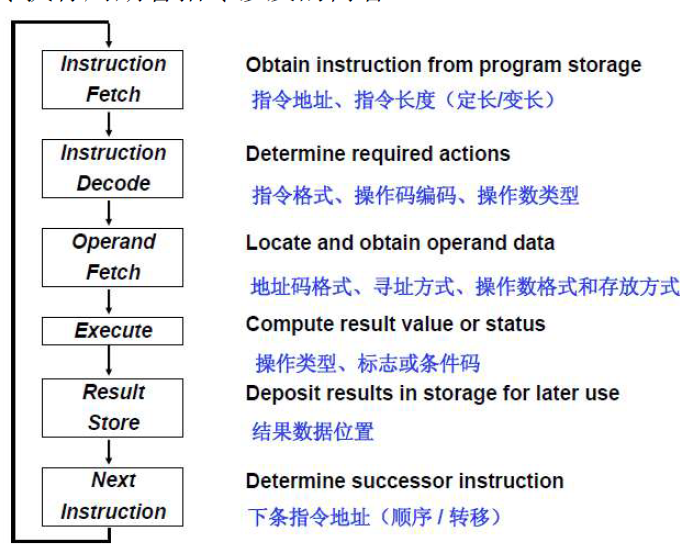 Instruction
Fetch
Obtain instruction from program storage
指令地址、指令长度（定长/变长）
Instruction
Decode
Determine required actions
指令格式、操作码编码、操作数类型
Operand
Fetch
Locate and obtain operand data
地址码格式、寻址方式、操作数格式和存放方式
Execute
Compute result value or status
操作类型、标志或条件码
Result
Store
Deposit results in storage for later use
结果数据位置
Next
Instruction
Determine successor instruction
下条指令地址（顺序 / 转移）